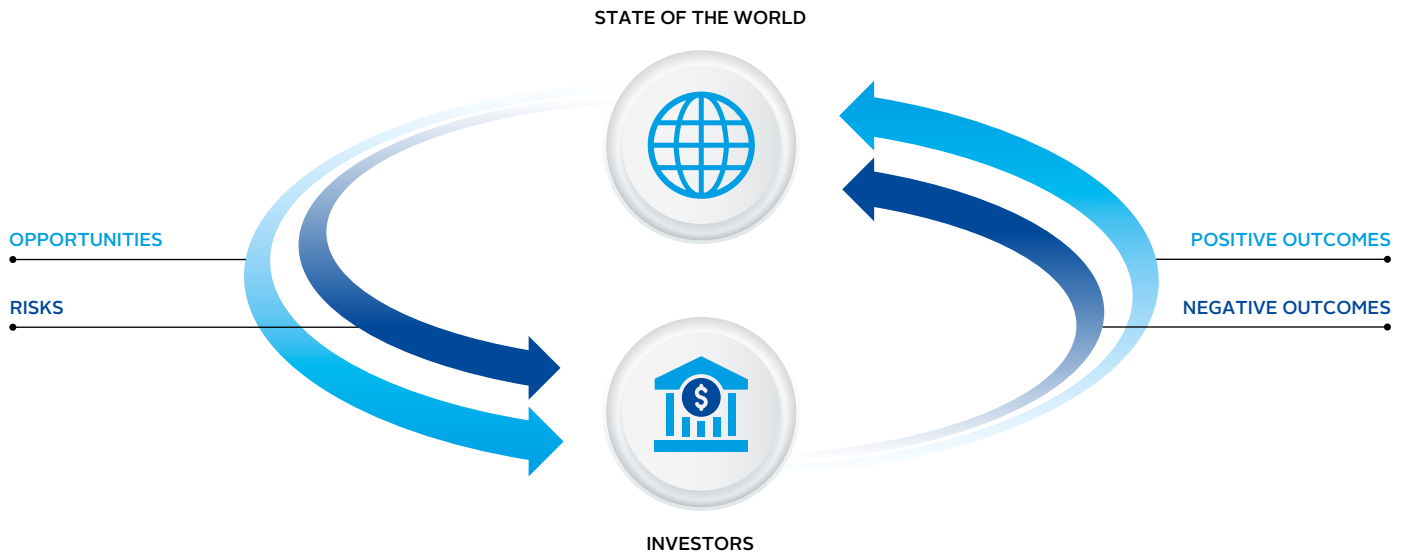 STATE OF THE WORLD
OPPORTUNITIES
POSITIVE OUTCOMES
RISKS
NEGATIVE OUTCOMES
$
INVESTORS